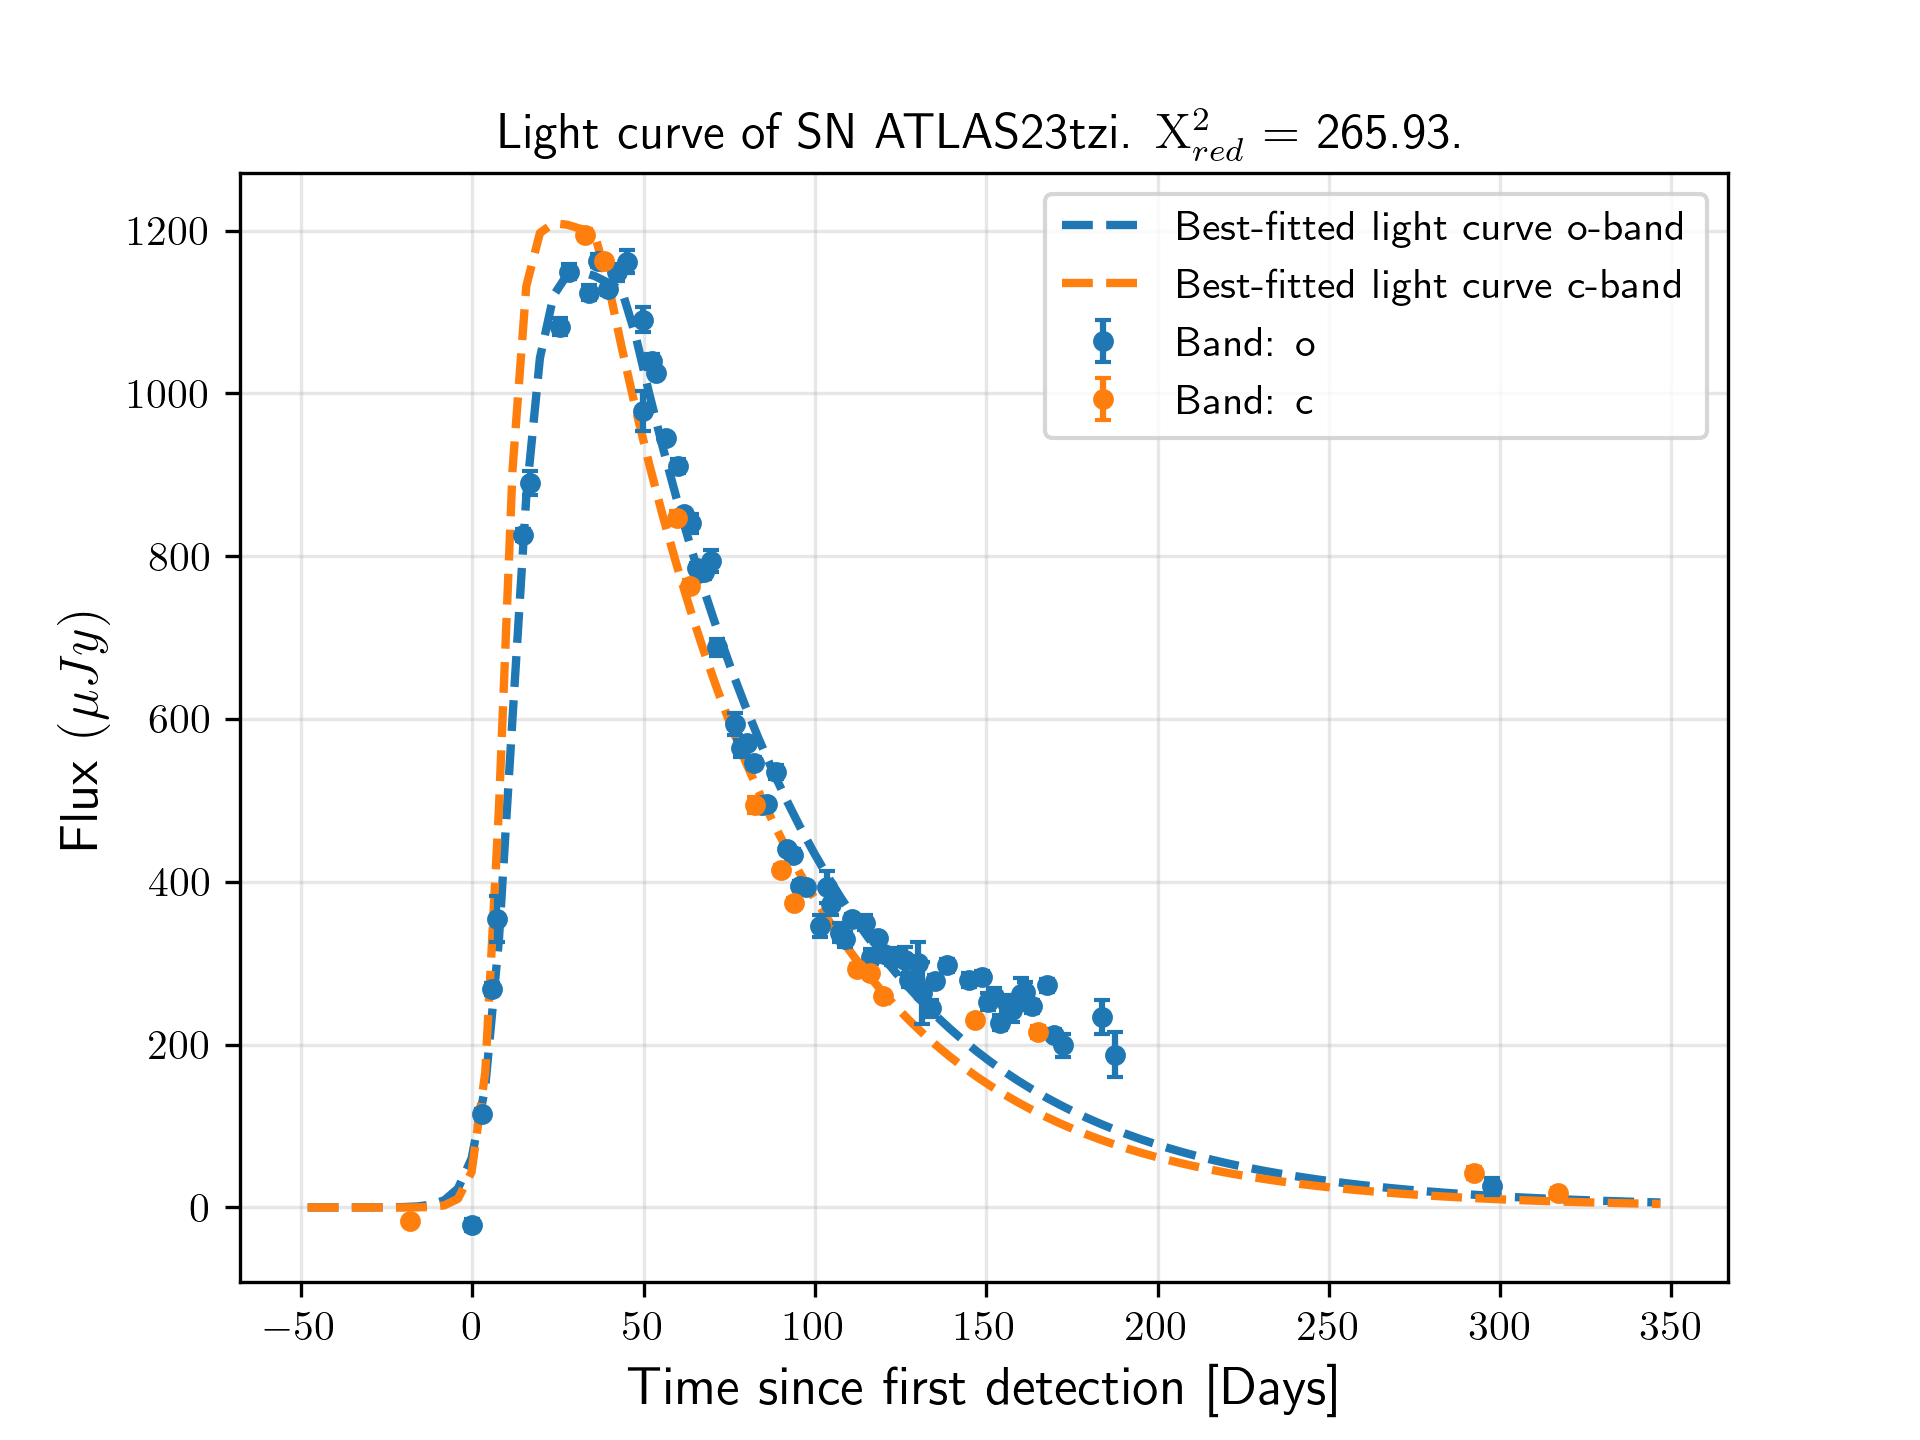 Light curve of SN ATLAS23tzi. X²_red = 265.93.
Best-fitted light curve o-band
Best-fitted light curve c-band
Band: o
Band: c
1200
1000
800
600
400
200
0
Flux (μJy)
−50 0 50 100 150 200 250 300 350
Time since first detection [Days]